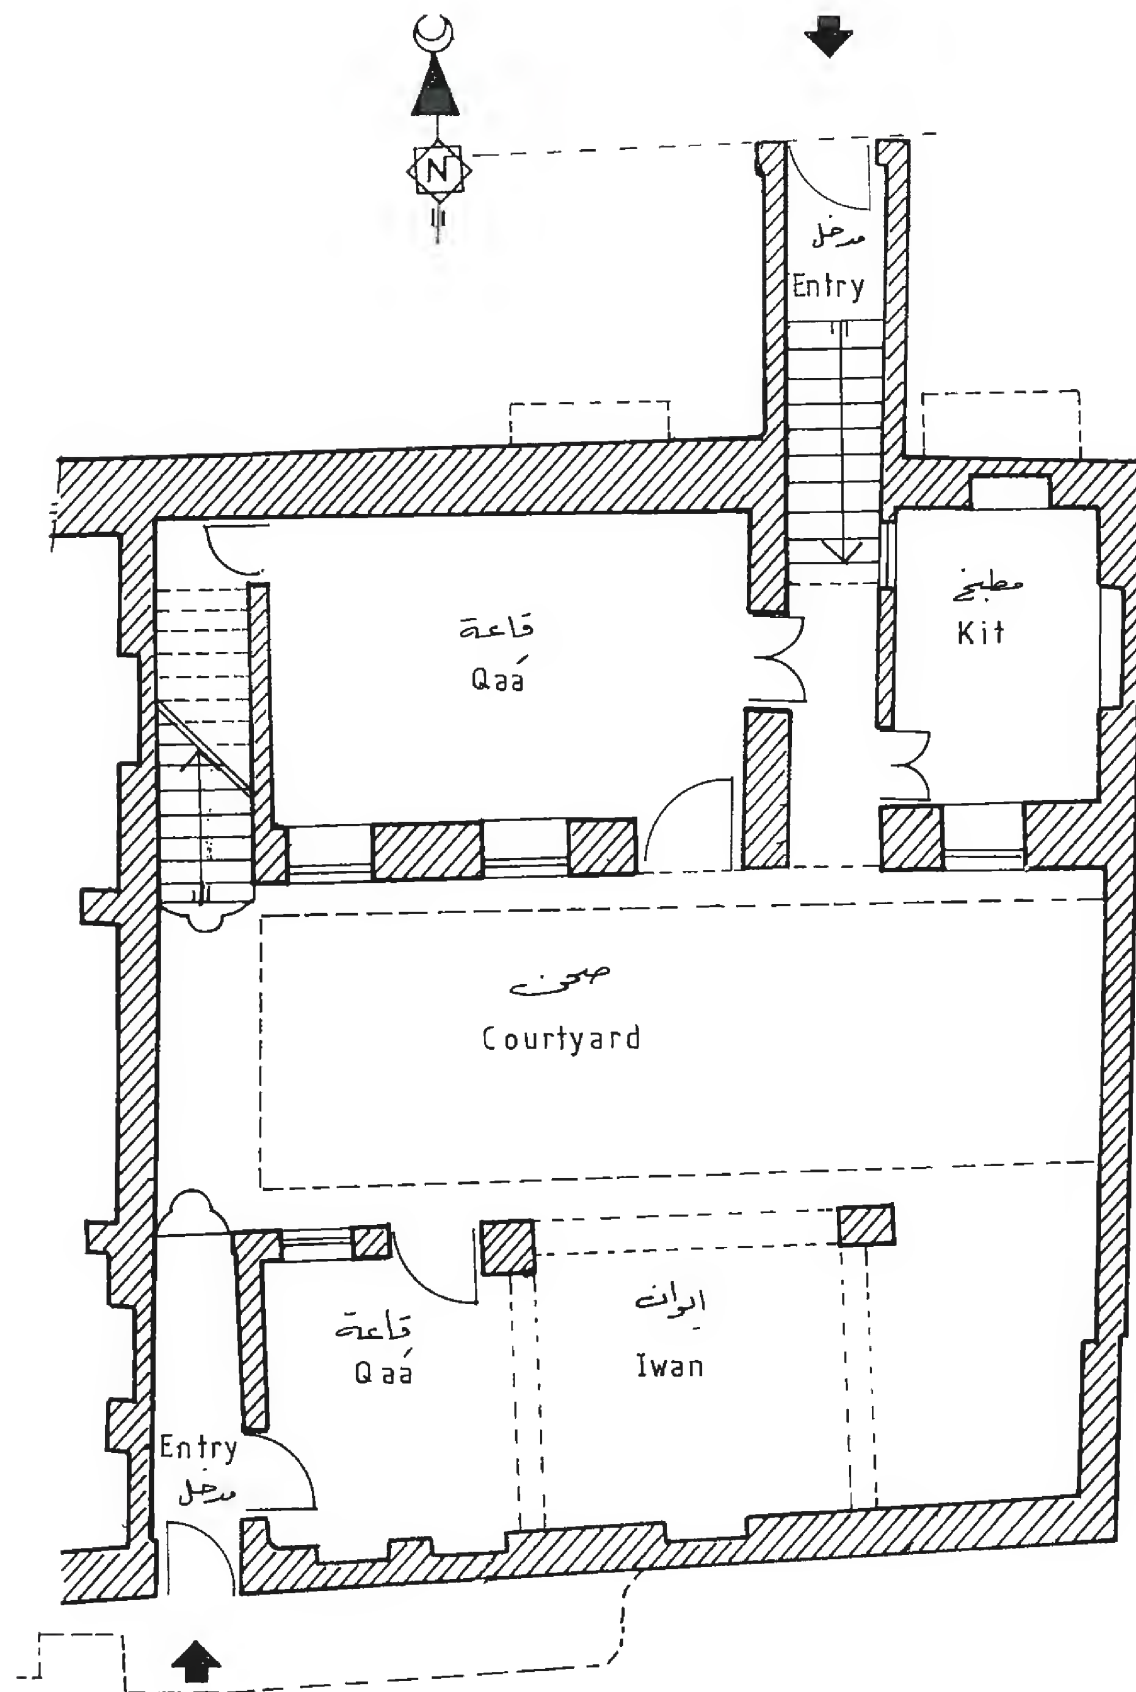 N
مدخل
Entry
مطبخ
Kit
قاعة
Qaá
صحن
Courtyard
ايوان
Iwan
قاعة
Qaá
Entry
مدخل